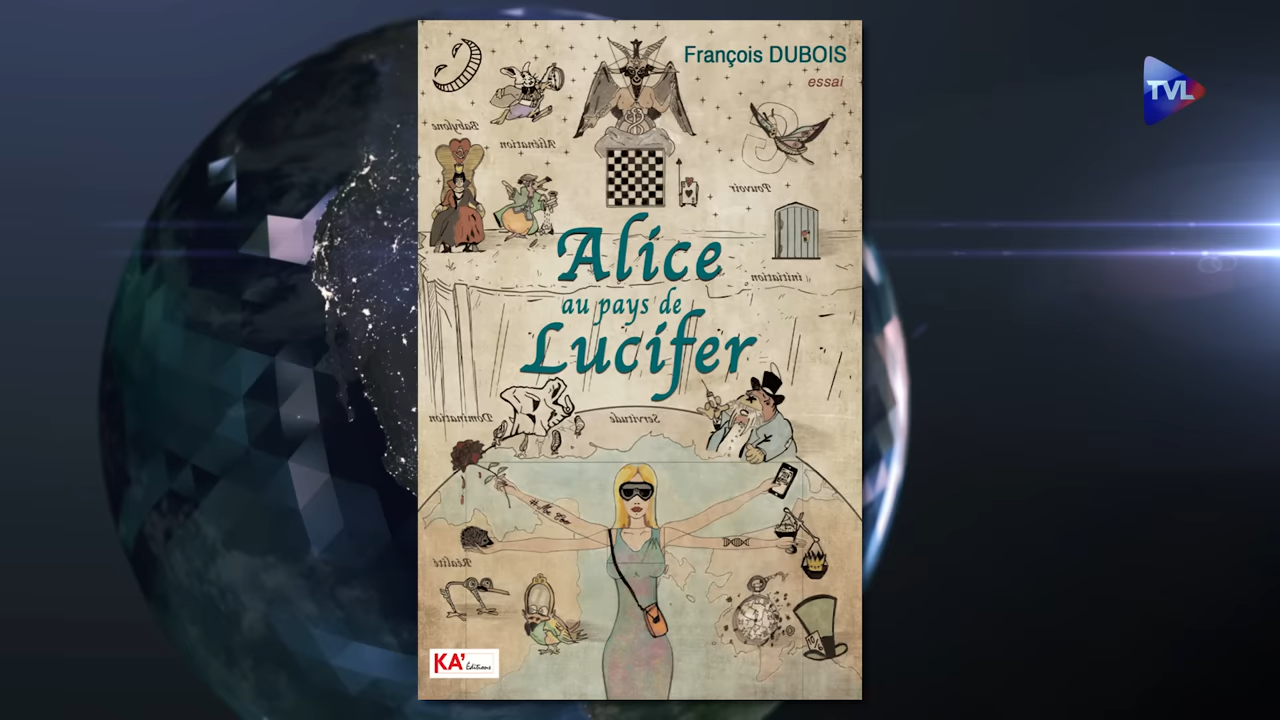 François DUBOIS
essai
TVL
Babylone
Aliénation
Pouvoir
initiation
Alice
au pays de
Lucifer
Domination
Servitude
Réalité
KA' Éditions